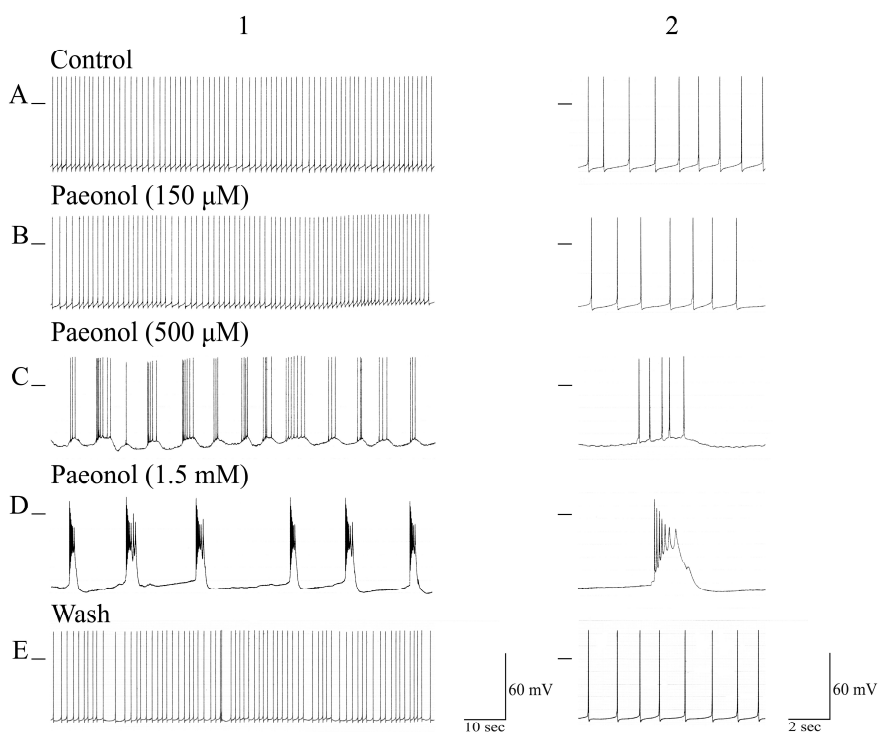 1 2
Control
A
Paeonol (150 μM)
B
Paeonol (500 μM)
C
Paeonol (1.5 mM)
D
Wash
E
60 mV 60 mV
10 sec 2 sec